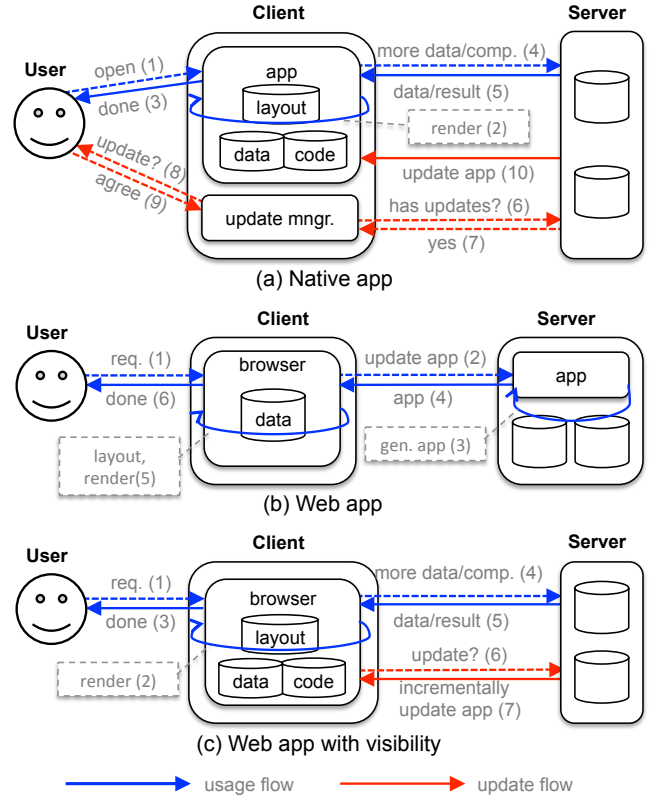 Client
Server
User
open (1)
done (3)
app
layout
more data/comp. (4)
data/result (5)
render (2)
data
code
update? (8)
agree (9)
update app (10)
update mngr.
has updates? (6)
yes (7)
(a) Native app
User
Client
Server
req. (1)
done (6)
browser
data
update app (2)
app (4)
app
layout,
render(5)
gen. app (3)
(b) Web app
User
Client
Server
req. (1)
done (3)
browser
layout
more data/comp. (4)
data/result (5)
render (2)
data
code
update? (6)
incrementally
update app (7)
(c) Web app with visibility
usage flow
update flow